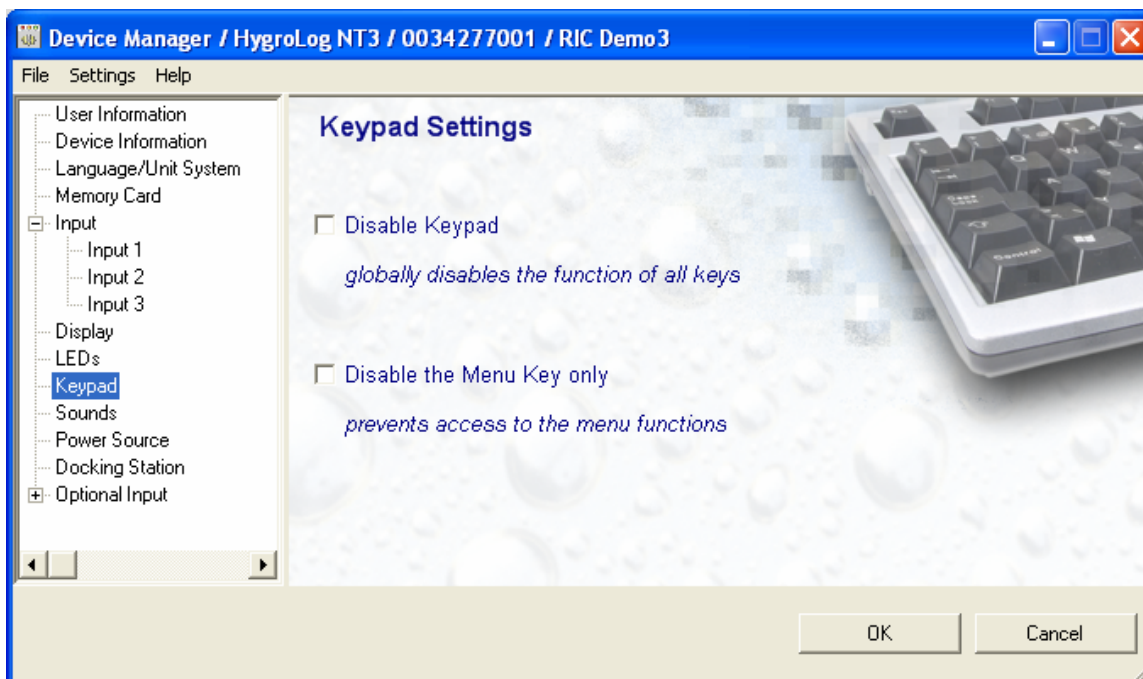 Device Manager / HygroLog NT3 / 0034277001 / RIC Demo3
File Settings Help
User Information
Device Information
Language/Unit System
Memory Card
Input
Input 1
Input 2
Input 3
Display
LEDs
Keypad
Sounds
Power Source
Docking Station
Optional Input
Keypad Settings
Disable Keypad
globally disables the function of all keys
Disable the Menu Key only
prevents access to the menu functions
Control
OK Cancel